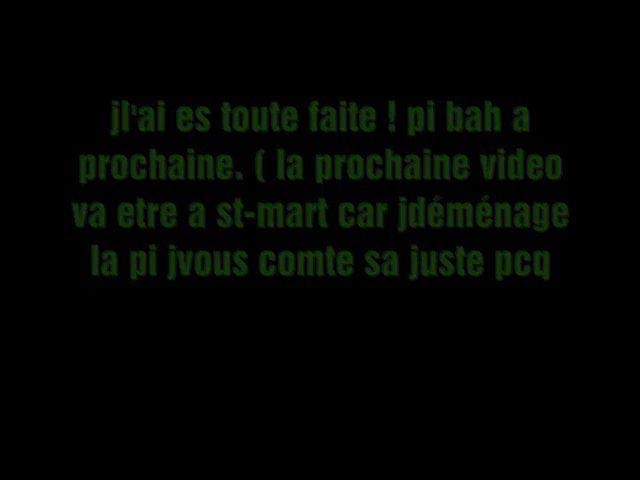 jl'ai es toute faite ! pi bah a
prochaine. ( la prochaine video
va etre a st-mart car jdéménage
la pi jvous comte sa juste pcq